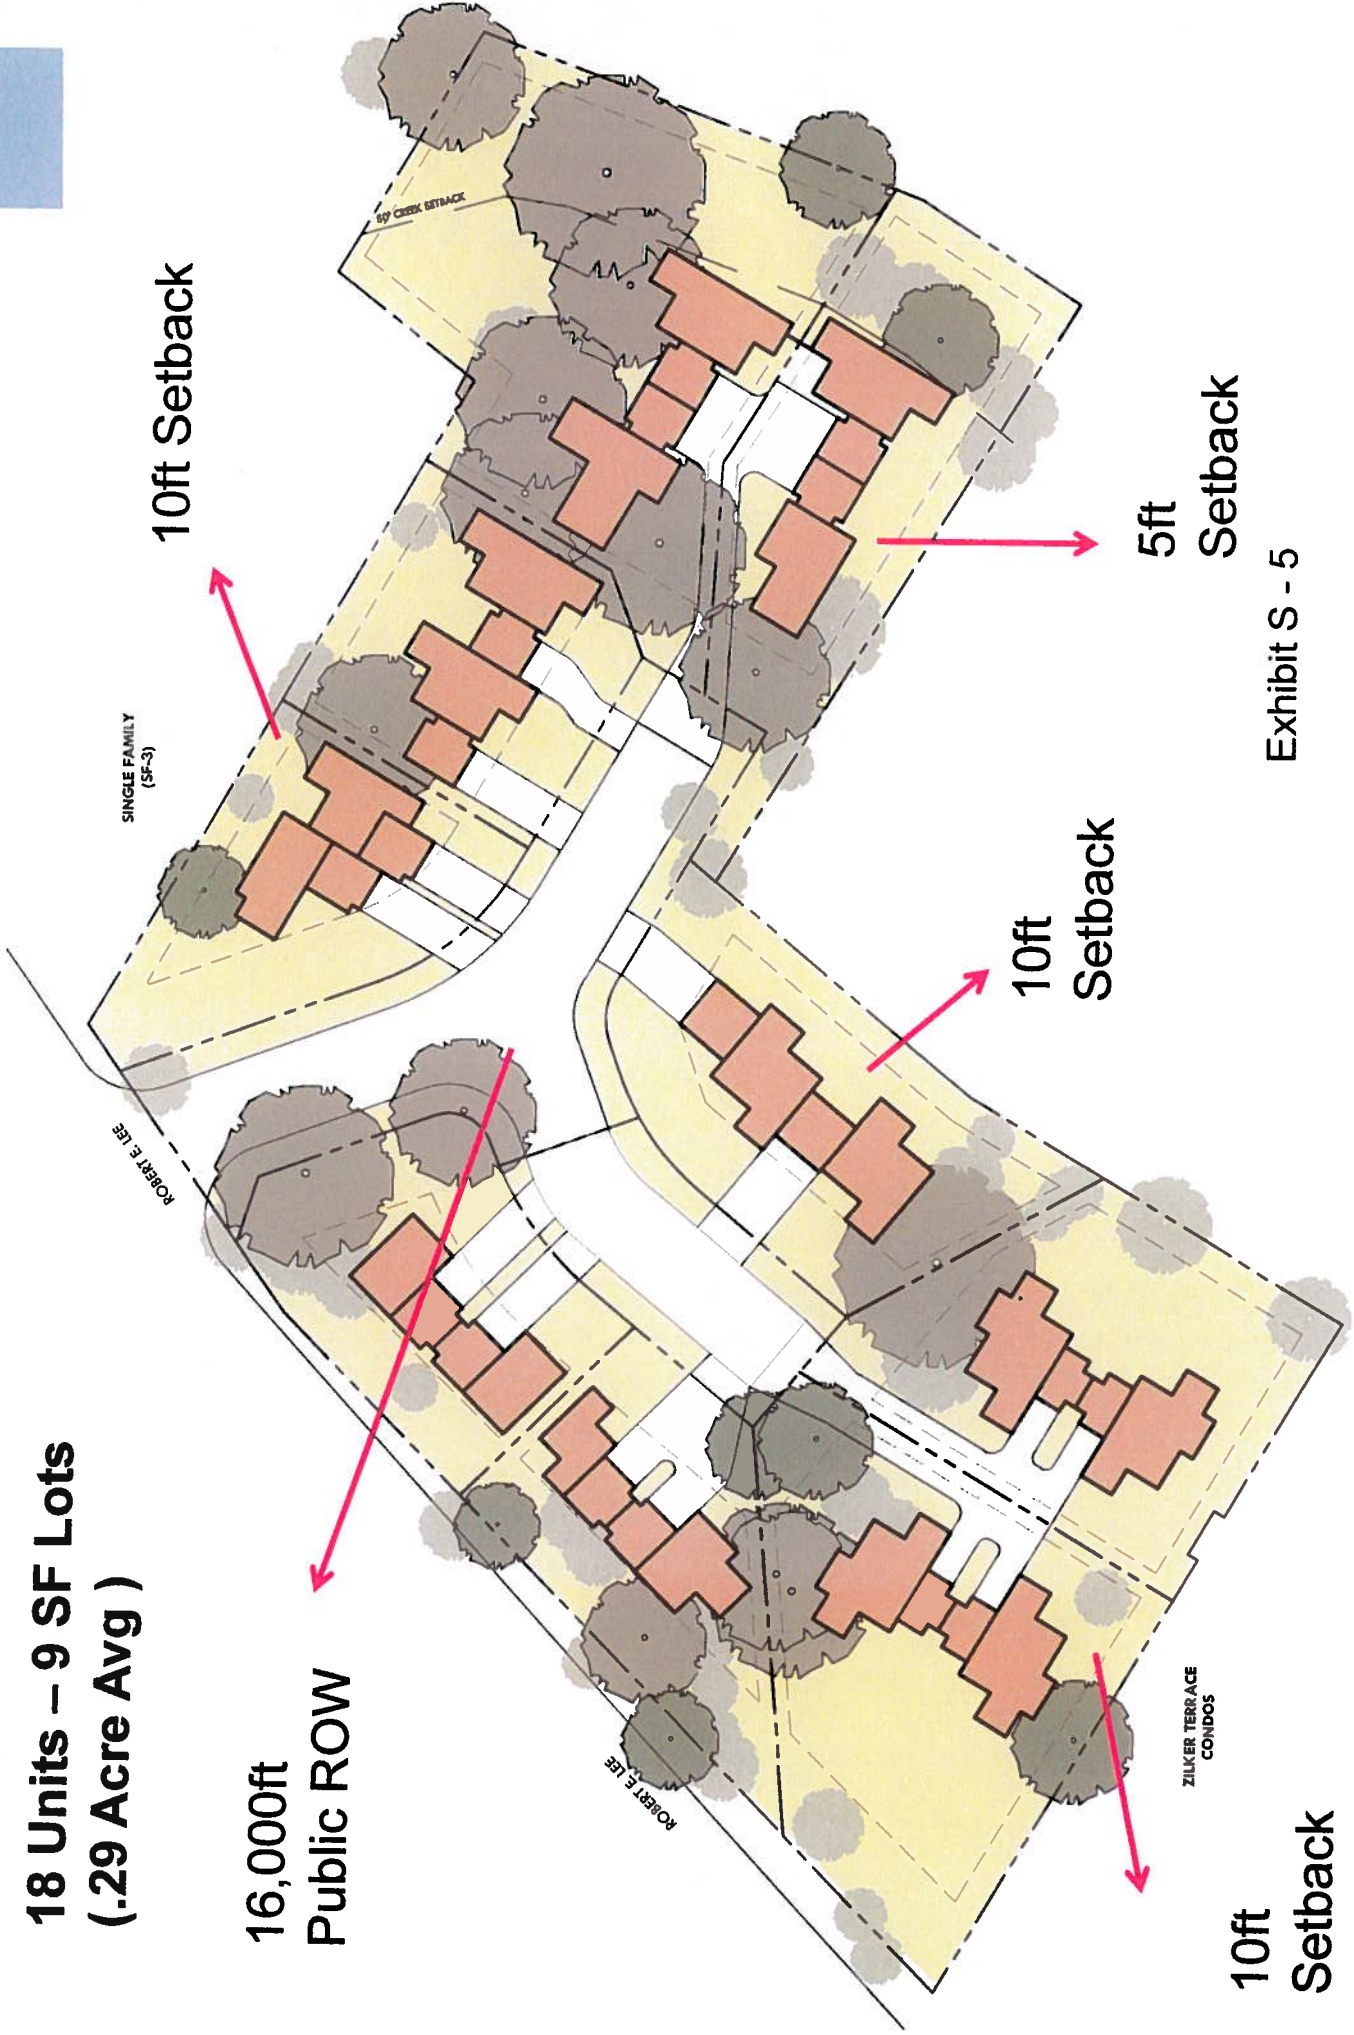 18 Units – 9 SF Lots
(.29 Acre Avg )
16,000ft
Public ROW
10ft Setback
SINGLE FAMILY
(SF-3)
50' CREEK SETBACK
ROBERT E. LEE
ROBERT E. LEE
5ft
Setback
10ft
Setback
ZILKER TERRACE
CONDOS
10ft
Setback
Exhibit S - 5